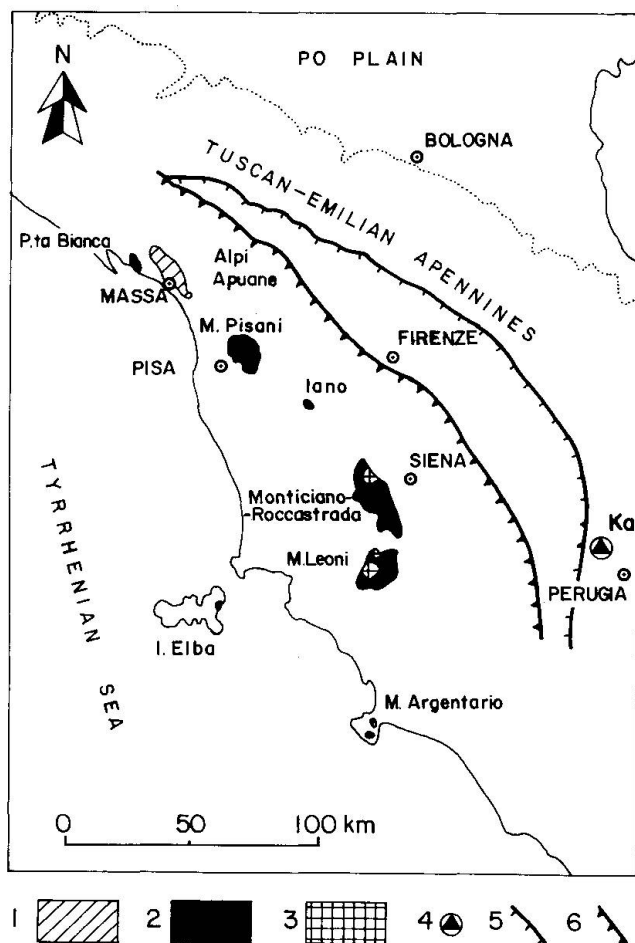 N
PO PLAIN
BOLOGNA
TUSCAN-EMILIAN APENNINES
P.ta Bianca
Alpi
Apuane
MASSA
M. Pisani
FIRENZE
PISA
Iano
SIENA
TYRRHENIAN SEA
Monticiano-
-Roccastrada
Ka
M. Leoni
PERUGIA
I. Elba
M. Argentario
0 50 100 km
1 2 3 4 5 6